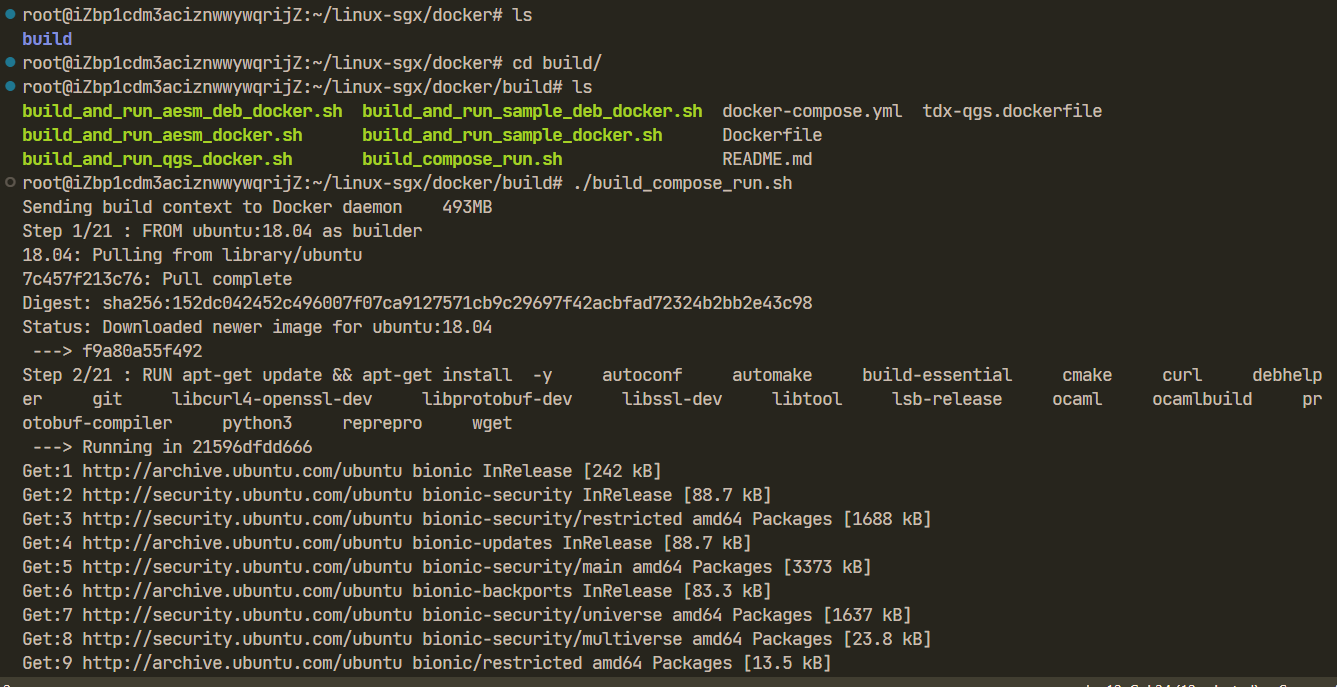 root@iZbp1cdm3aciznwwywqrijZ:~/linux-sgx/docker# ls
build
root@iZbp1cdm3aciznwwywqrijZ:~/linux-sgx/docker# cd build/
root@iZbp1cdm3aciznwwywqrijZ:~/linux-sgx/docker/build# ls
build_and_run_aesm_deb_docker.sh  build_and_run_sample_deb_docker.sh  docker-compose.yml  tdx-qgs.dockerfile
build_and_run_aesm_docker.sh      build_and_run_sample_docker.sh      Dockerfile
build_and_run_qgs_docker.sh       build_compose_run.sh                README.md
root@iZbp1cdm3aciznwwywqrijZ:~/linux-sgx/docker/build# ./build_compose_run.sh
Sending build context to Docker daemon    493MB
Step 1/21 : FROM ubuntu:18.04 as builder
18.04: Pulling from library/ubuntu
7c457f213c76: Pull complete
Digest: sha256:152dc042452c496007f07ca9127571cb9c29697f42acbfad72324b2bb2e43c98
Status: Downloaded newer image for ubuntu:18.04
 ---> f9a80a55f492
Step 2/21 : RUN apt-get update && apt-get install  -y     autoconf     automake     build-essential     cmake     curl     debhelp
er     git     libcurl4-openssl-dev     libprotobuf-dev     libssl-dev     libtool     lsb-release     ocaml     ocamlbuild     pr
otobuf-compiler     python3     reprepro     wget
 ---> Running in 21596dfdd666
Get:1 http://archive.ubuntu.com/ubuntu bionic InRelease [242 kB]
Get:2 http://security.ubuntu.com/ubuntu bionic-security InRelease [88.7 kB]
Get:3 http://security.ubuntu.com/ubuntu bionic-security/restricted amd64 Packages [1688 kB]
Get:4 http://archive.ubuntu.com/ubuntu bionic-updates InRelease [88.7 kB]
Get:5 http://security.ubuntu.com/ubuntu bionic-security/main amd64 Packages [3373 kB]
Get:6 http://archive.ubuntu.com/ubuntu bionic-backports InRelease [83.3 kB]
Get:7 http://security.ubuntu.com/ubuntu bionic-security/universe amd64 Packages [1637 kB]
Get:8 http://security.ubuntu.com/ubuntu bionic-security/multiverse amd64 Packages [23.8 kB]
Get:9 http://archive.ubuntu.com/ubuntu bionic/restricted amd64 Packages [13.5 kB]